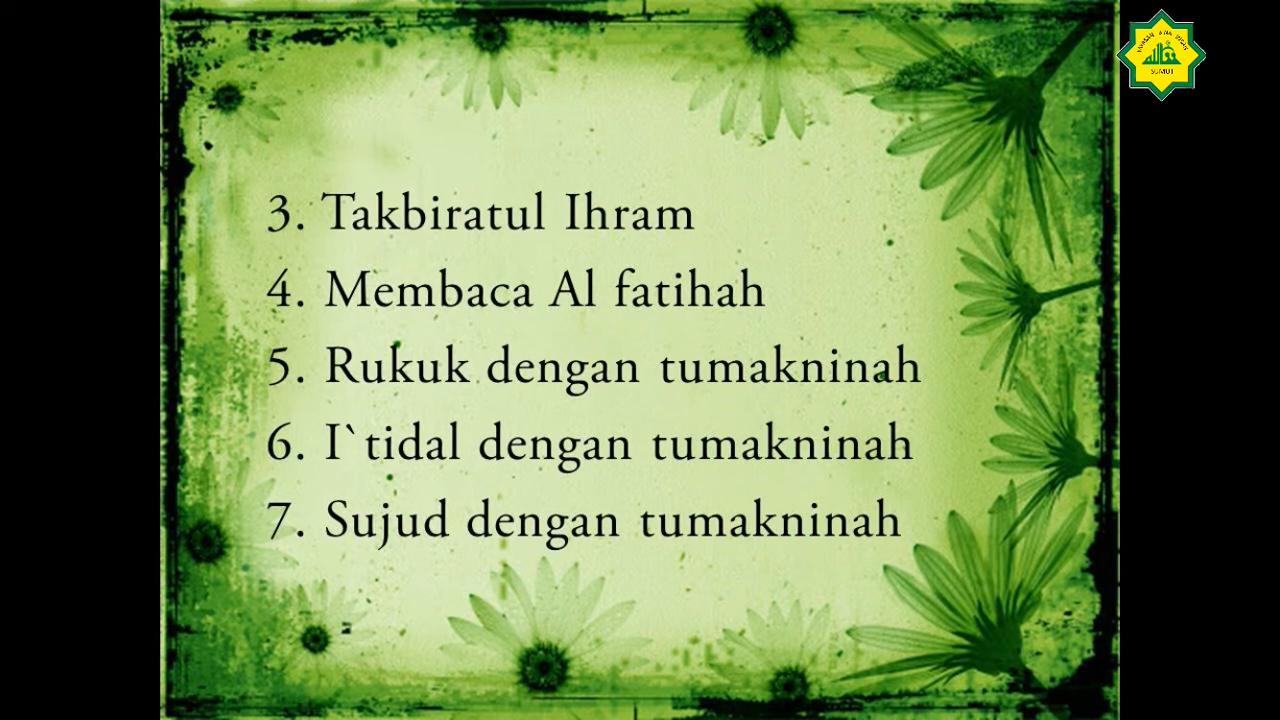 3. Takbiratul Ihram
4. Membaca Al fatihah
5. Rukuk dengan tumakninah
6. I`tidal dengan tumakninah
7. Sujud dengan tumakninah
SUMUT